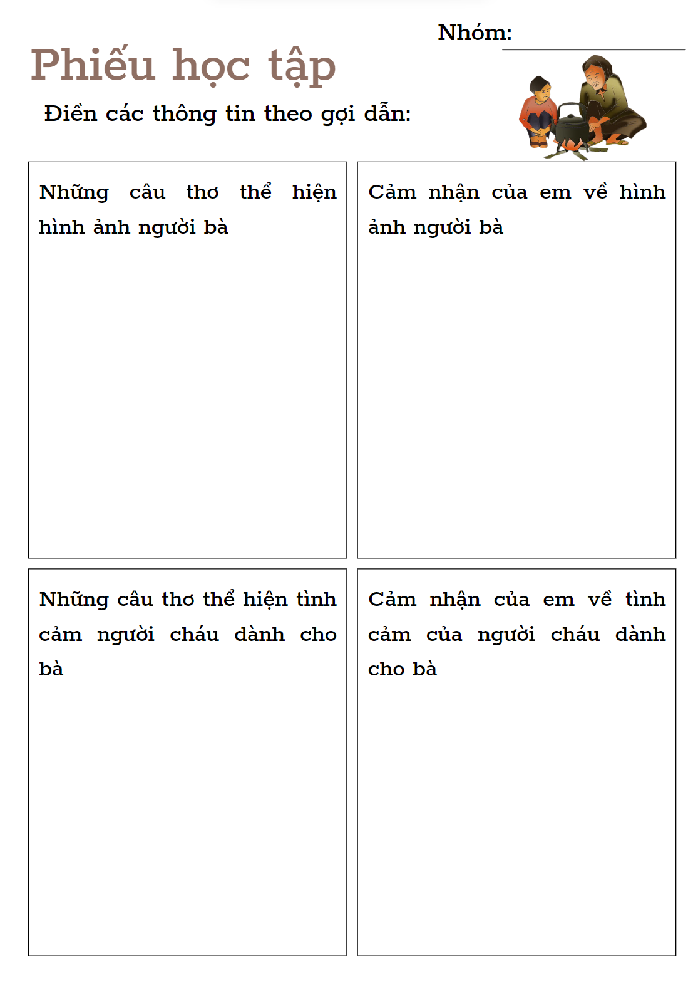 Nhóm:
Phiếu học tập
Điền các thông tin theo gợi dẫn:
Những câu thơ thể hiện
hình ảnh người bà
Cảm nhận của em về hình
ảnh người bà
Những câu thơ thể hiện tình
cảm người cháu dành cho
bà
Cảm nhận của em về tình
cảm của người cháu dành
cho bà